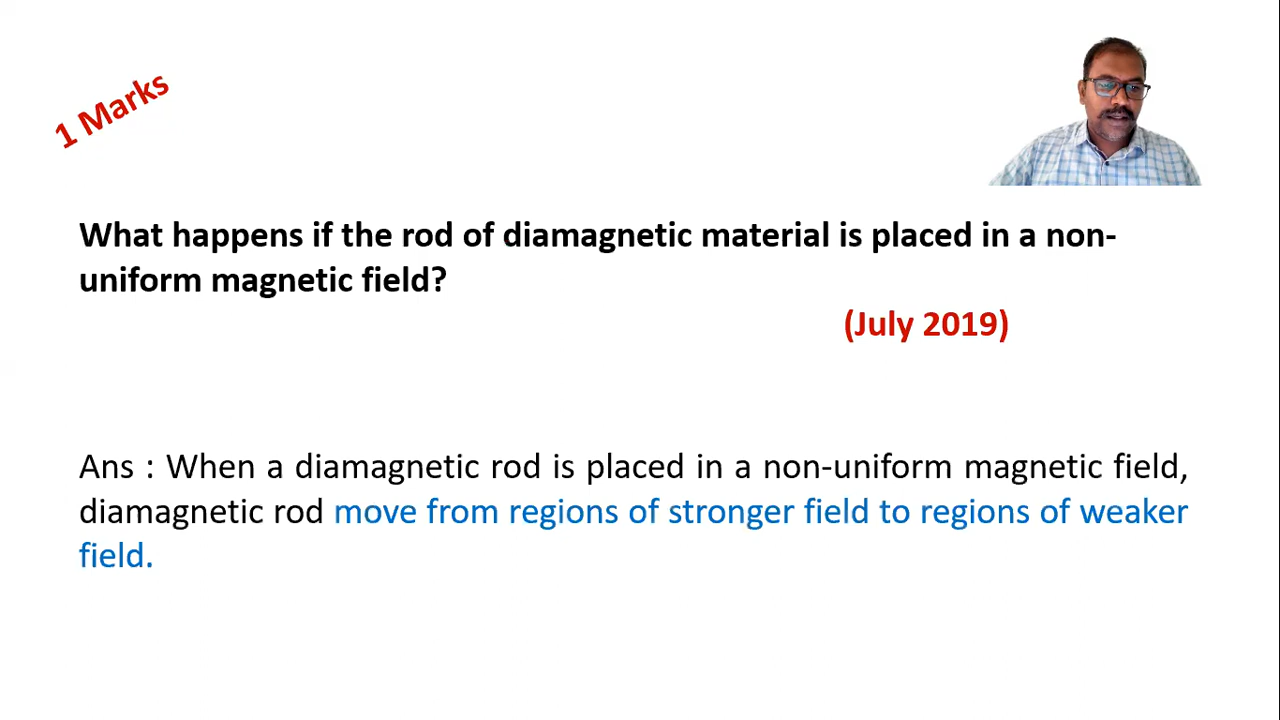 1 Marks
What happens if the rod of diamagnetic material is placed in a non-
uniform magnetic field?
(July 2019)
Ans : When a diamagnetic rod is placed in a non-uniform magnetic field,
diamagnetic rod move from regions of stronger field to regions of weaker
field.